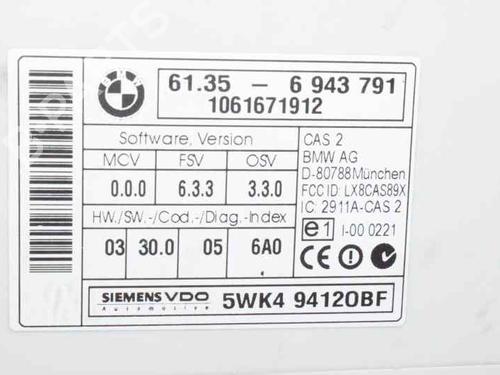 BMW
61.35 - 6 943 791
1061671912
Software, Version
MCV FSV OSV
0.0.0 6.3.3 3.3.0
HW./SW.-/Cod.-/Diag.-Index
03 30.0 05 6A0
CAS 2
BMW AG
D-80788München
FCC ID: LX8CAS89X
IC: 2911A-CAS 2
e1 I-00 0221
CE N
SIEMENS VDO
Automotive
5WK4 94120BF